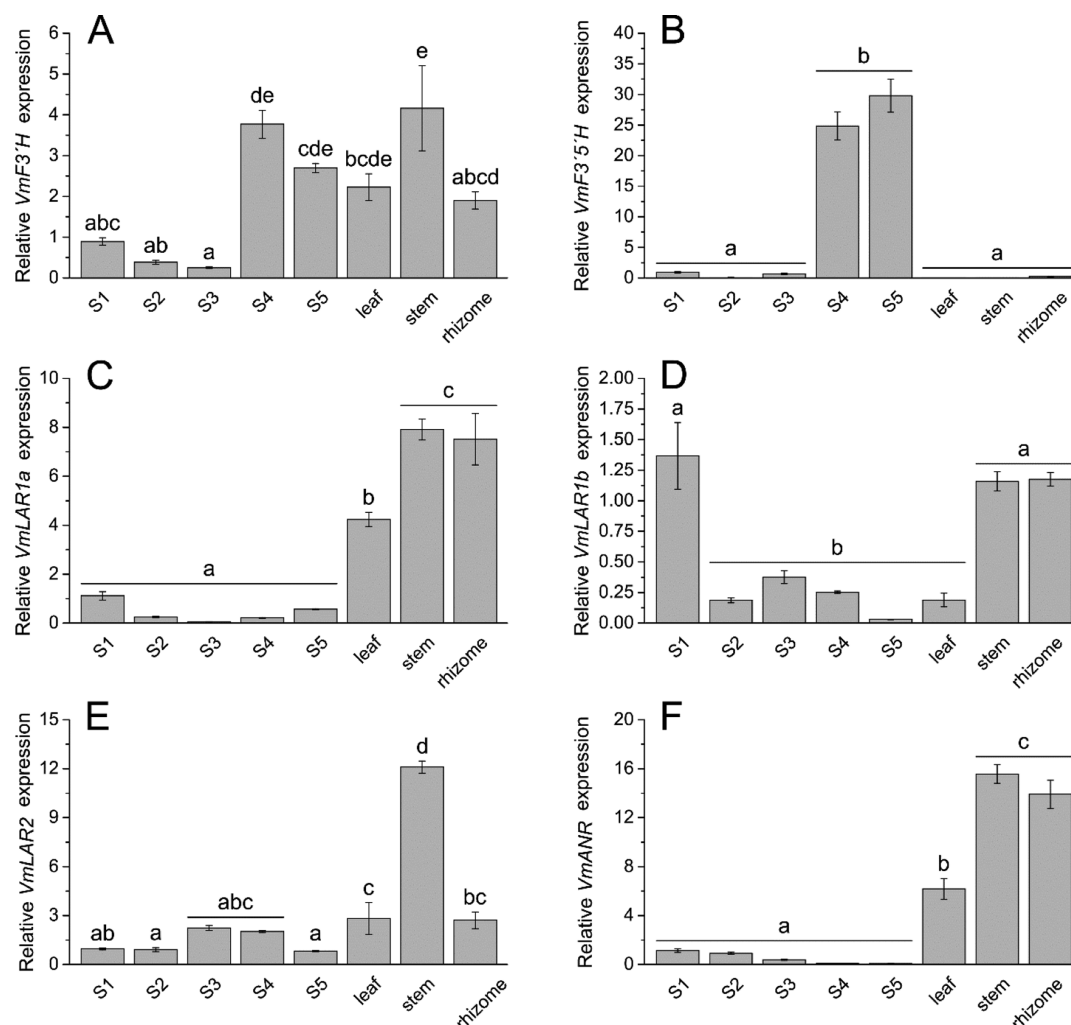 A
Relative VmF3´H expression
6
5
4
3
2
1
0
abc
ab
a
de
cde
bcde
e
abcd
S1
S2
S3
S4
S5
leaf
stem
rhizome
B
Relative VmF3´5´H expression
40
35
30
25
20
15
10
5
0
a
b
a
S1
S2
S3
S4
S5
leaf
stem
rhizome
C
Relative VmLAR1a expression
10
8
6
4
2
0
a
b
c
S1
S2
S3
S4
S5
leaf
stem
rhizome
D
Relative VmLAR1b expression
2.00
1.75
1.50
1.25
1.00
0.75
0.50
0.25
0.00
a
b
a
S1
S2
S3
S4
S5
leaf
stem
rhizome
E
Relative VmLAR2 expression
15
12
9
6
3
0
ab
a
abc
a
c
d
bc
S1
S2
S3
S4
S5
leaf
stem
rhizome
F
Relative VmANR expression
20
16
12
8
4
0
a
b
c
S1
S2
S3
S4
S5
leaf
stem
rhizome